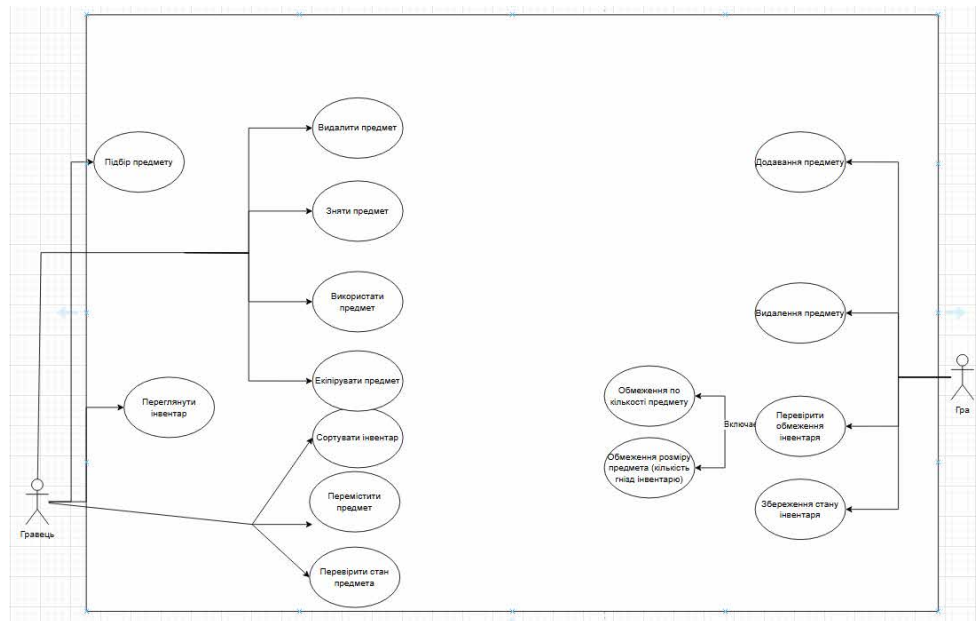 Видалити предмет
Підбір предмету
Додавання предмету
Зняти предмет
Використати
предмет
Видалення предмету
Екіпірувати предмет
Гра
Переглянути
інвентар
Обмеження по
кількості предмету
Включає
Перевірити
обмеження
інвентаря
Сортувати інвентар
Обмеження розміру
предмета (кількість
гнізд інвентарю)
Перемістити
предмет
Збереження стану
інвентаря
Гравець
Перевірити стан
предмета